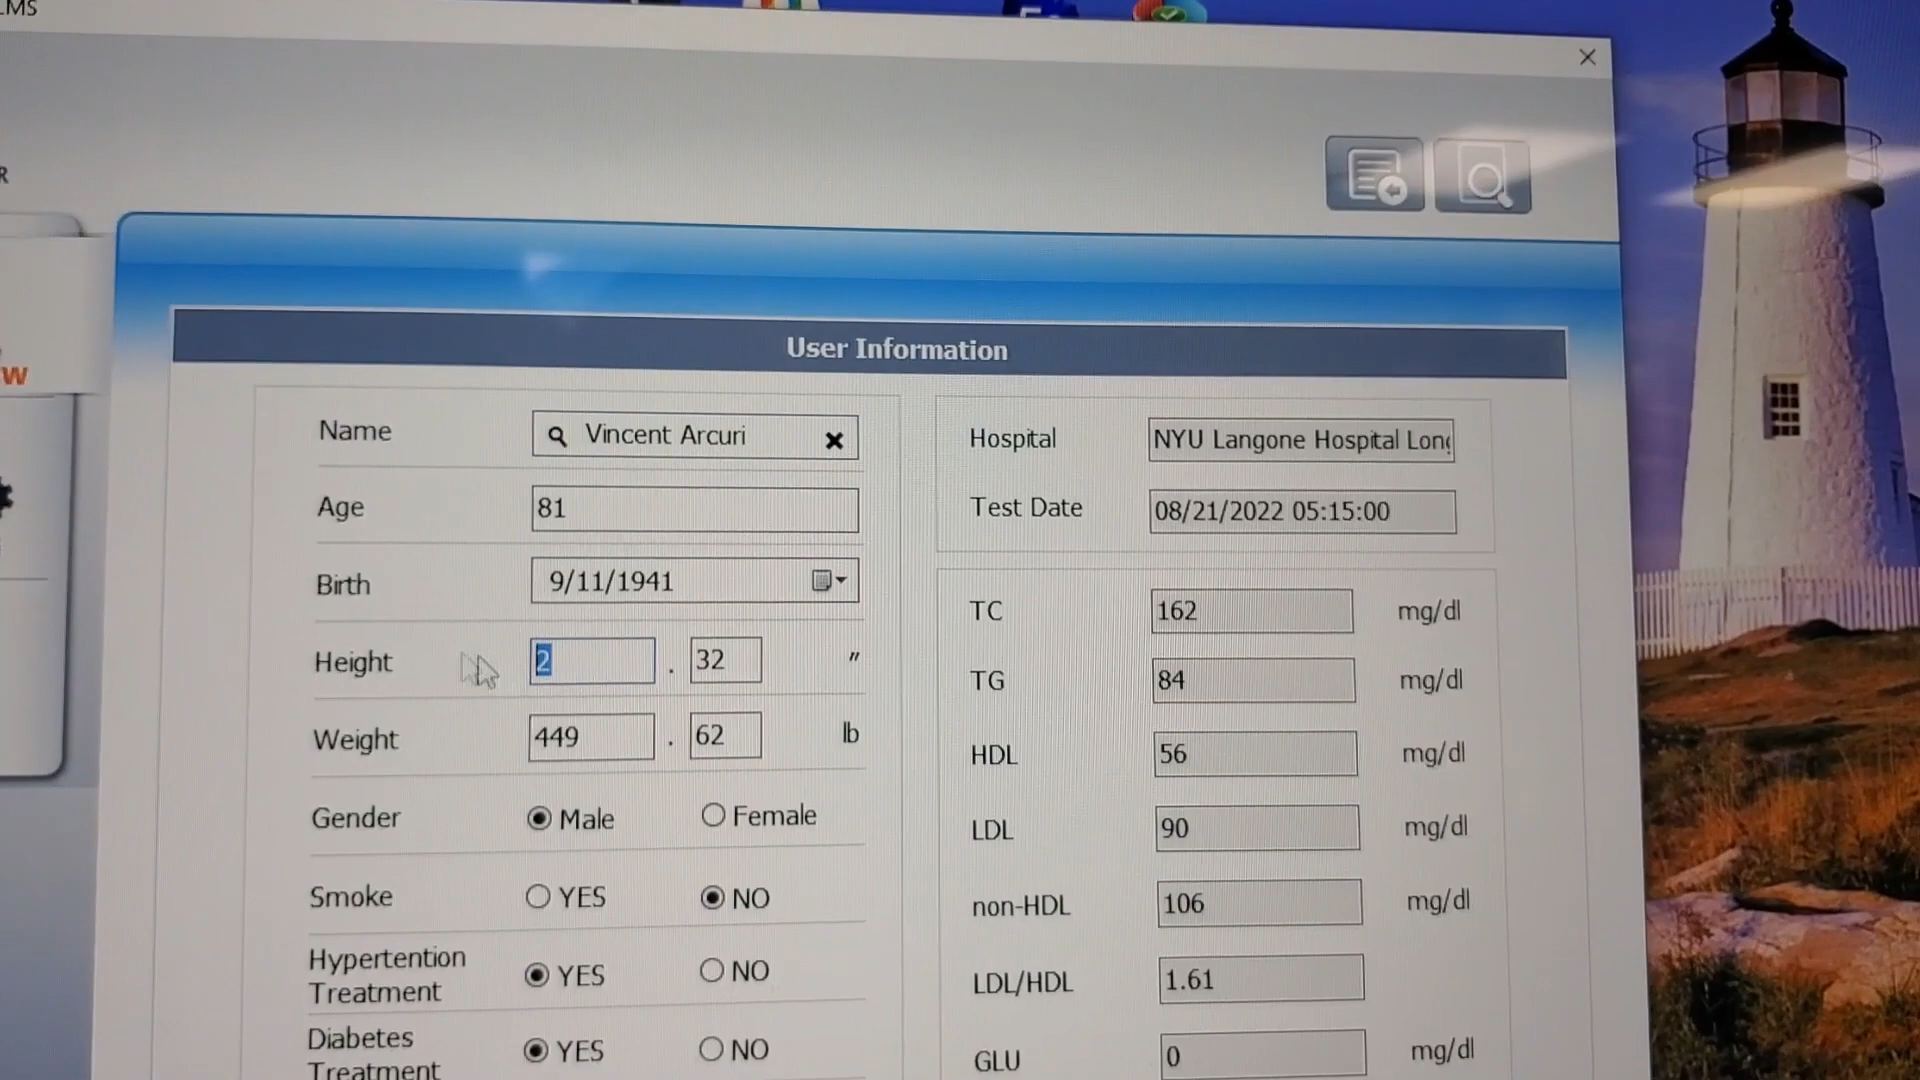 LMS
R
W
User Information
Name Vincent Arcuri
Age 81
Birth 9/11/1941
Height 2 . 32 "
Weight 449 . 62 lb
Gender Male Female
Smoke YES NO
Hypertention
Treatment YES NO
Diabetes
Treatment YES NO
Hospital NYU Langone Hospital Long
Test Date 08/21/2022 05:15:00
TC 162 mg/dl
TG 84 mg/dl
HDL 56 mg/dl
LDL 90 mg/dl
non-HDL 106 mg/dl
LDL/HDL 1.61
GLU 0 mg/dl